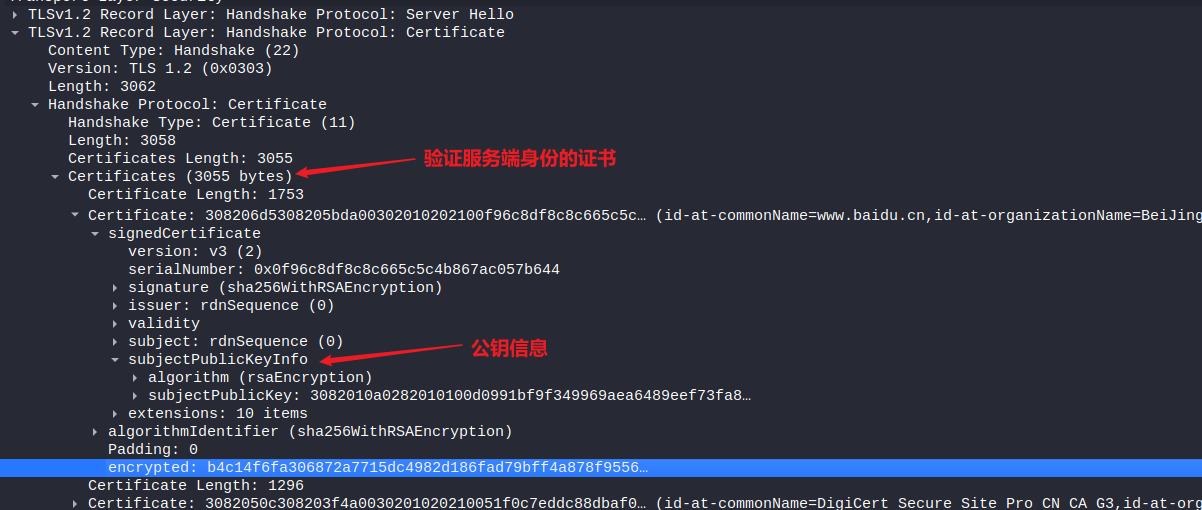 TLSv1.2 Record Layer: Handshake Protocol: Server Hello
TLSv1.2 Record Layer: Handshake Protocol: Certificate
Content Type: Handshake (22)
Version: TLS 1.2 (0x0303)
Length: 3062
Handshake Protocol: Certificate
Handshake Type: Certificate (11)
Length: 3058
Certificates Length: 3055
验证服务端身份的证书
Certificates (3055 bytes)
Certificate Length: 1753
Certificate: 308206d5308205bda00302010202100f96c8df8c8c665c5c… (id-at-commonName=www.baidu.cn,id-at-organizationName=BeiJing
signedCertificate
version: v3 (2)
serialNumber: 0x0f96c8df8c8c665c5c4b867ac057b644
signature (sha256WithRSAEncryption)
issuer: rdnSequence (0)
validity
subject: rdnSequence (0)
公钥信息
subjectPublicKeyInfo
algorithm (rsaEncryption)
subjectPublicKey: 3082010a0282010100d0991bf9f349969aea6489eef73fa8…
extensions: 10 items
algorithmIdentifier (sha256WithRSAEncryption)
Padding: 0
encrypted: b4c14f6fa306872a7715dc4982d186fad79bff4a878f9556…
Certificate Length: 1296
Certificate: 3082050c308203f4a0030201020210051f0c7eddc88dbaf0… (id-at-commonName=DigiCert Secure Site Pro CN CA G3,id-at-org